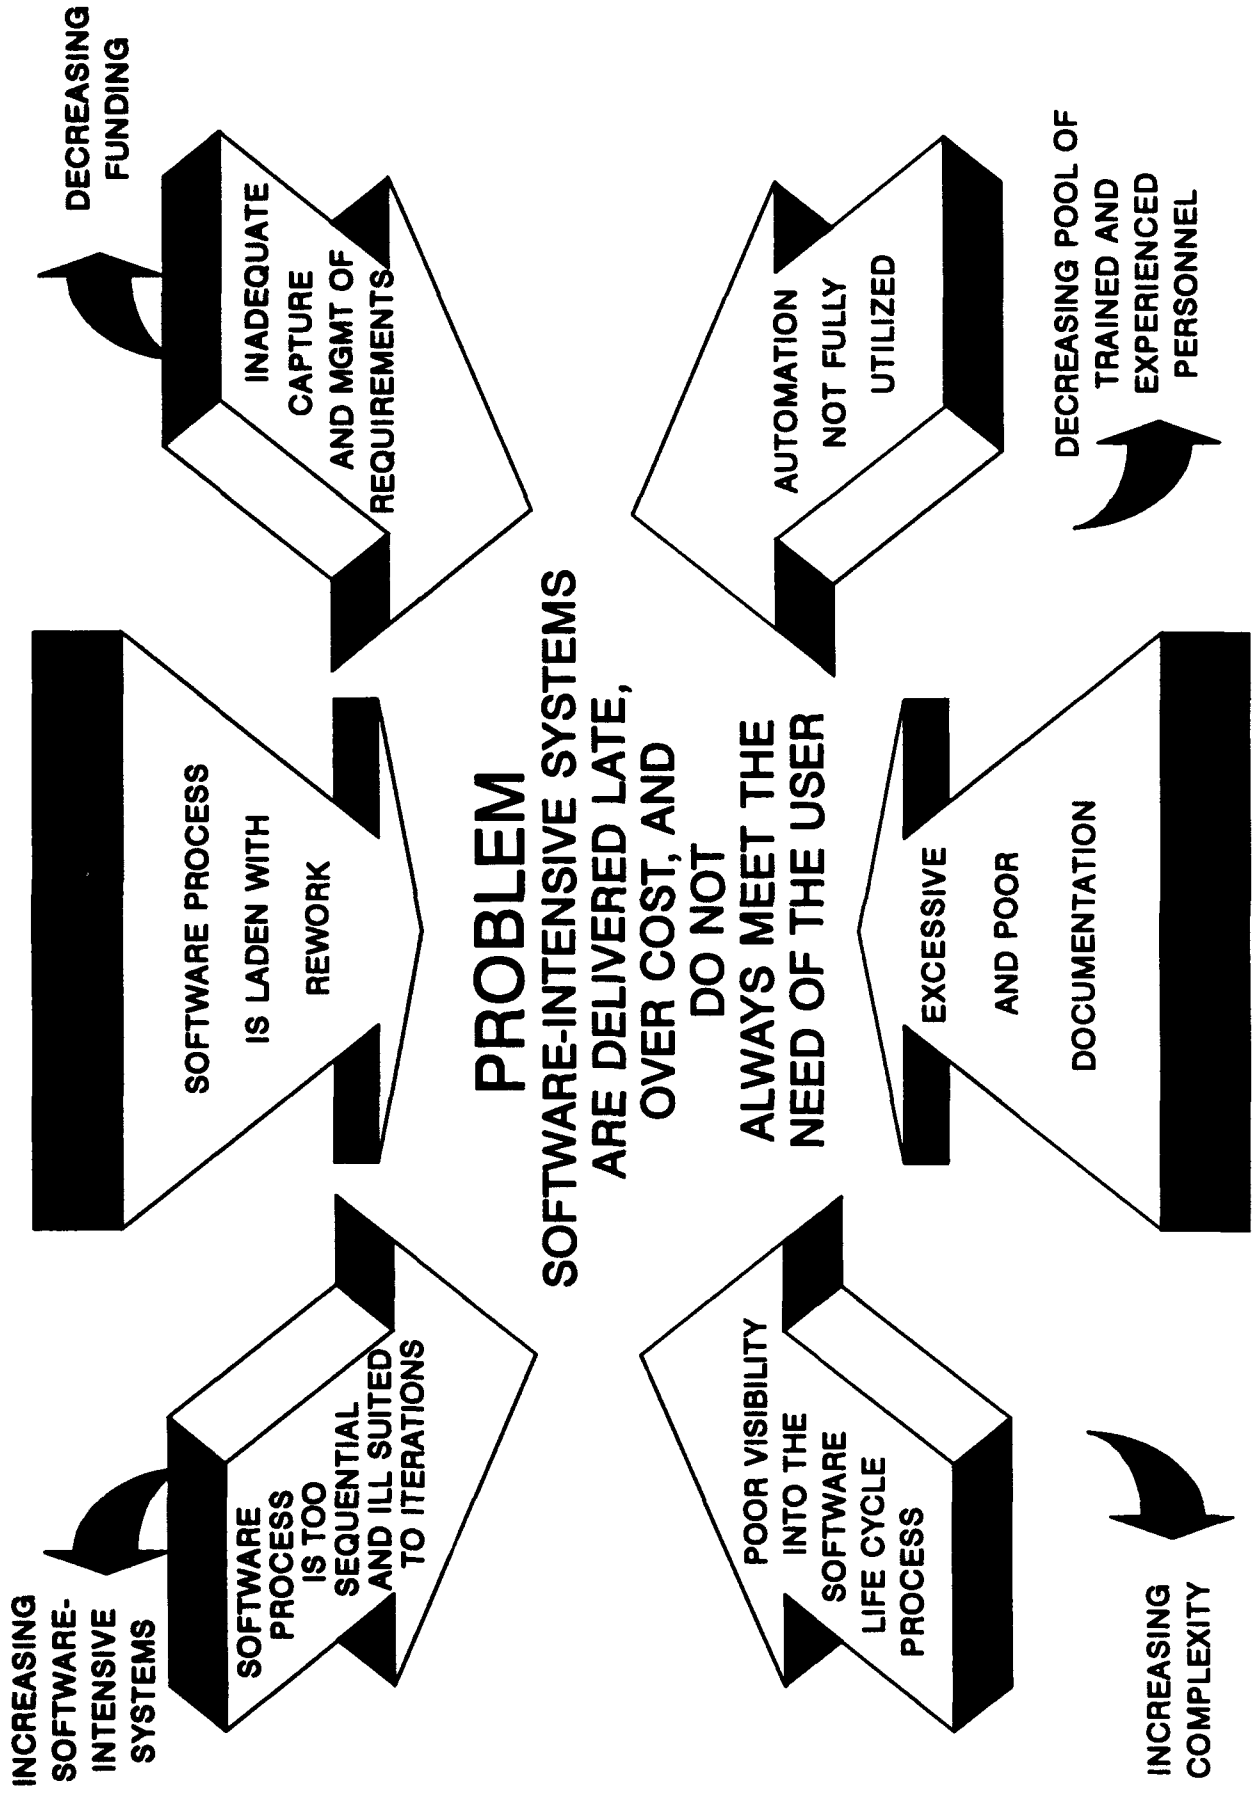 INCREASING
SOFTWARE-
INTENSIVE
SYSTEMS
DECREASING
FUNDING
SOFTWARE
PROCESS
IS TOO
SEQUENTIAL
AND ILL SUITED
TO ITERATIONS
SOFTWARE PROCESS
IS LADEN WITH
REWORK
INADEQUATE
CAPTURE
AND MGMT OF
REQUIREMENTS
PROBLEM
SOFTWARE-INTENSIVE SYSTEMS
ARE DELIVERED LATE,
OVER COST, AND
DO NOT
ALWAYS MEET THE
NEED OF THE USER
POOR VISIBILITY
INTO THE
SOFTWARE
LIFE CYCLE
PROCESS
EXCESSIVE
AND POOR
DOCUMENTATION
AUTOMATION
NOT FULLY
UTILIZED
INCREASING
COMPLEXITY
DECREASING POOL OF
TRAINED AND
EXPERIENCED
PERSONNEL